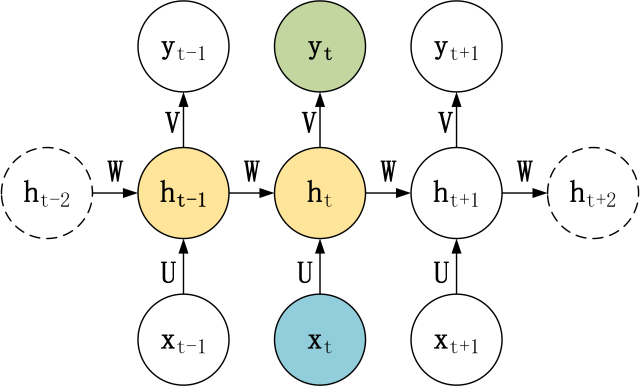 y_{t-1} y_t y_{t+1}
V V V
h_{t-2} W h_{t-1} W h_t W h_{t+1} W h_{t+2}
U U U
x_{t-1} x_t x_{t+1}